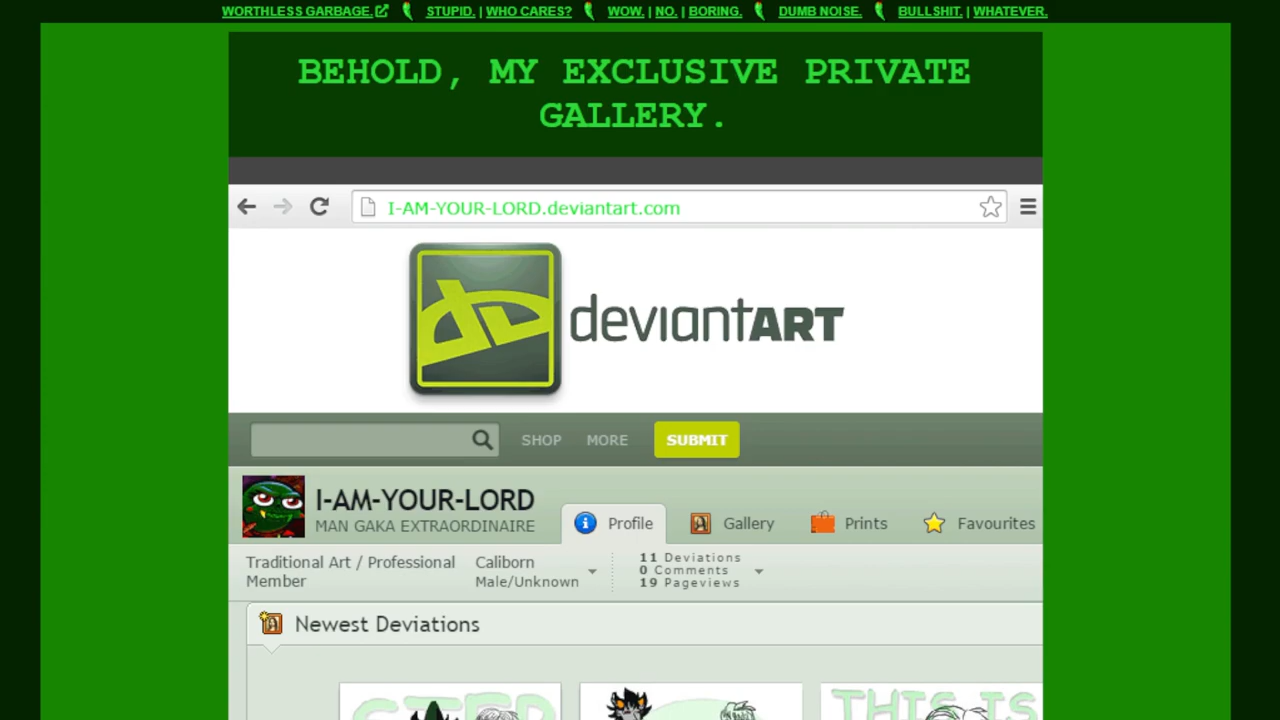 WORTHLESS GARBAGE. STUPID. | WHO CARES? WOW. | NO. | BORING. DUMB NOISE. BULLSHIT. | WHATEVER.
BEHOLD, MY EXCLUSIVE PRIVATE
GALLERY.
I-AM-YOUR-LORD.deviantart.com
deviantART
SHOP MORE SUBMIT
I-AM-YOUR-LORD
MAN GAKA EXTRAORDINAIRE
Profile Gallery Prints Favourites
Traditional Art / Professional
Member
Caliborn
Male/Unknown
11 Deviations
0 Comments
19 Pageviews
Newest Deviations
THIS IS